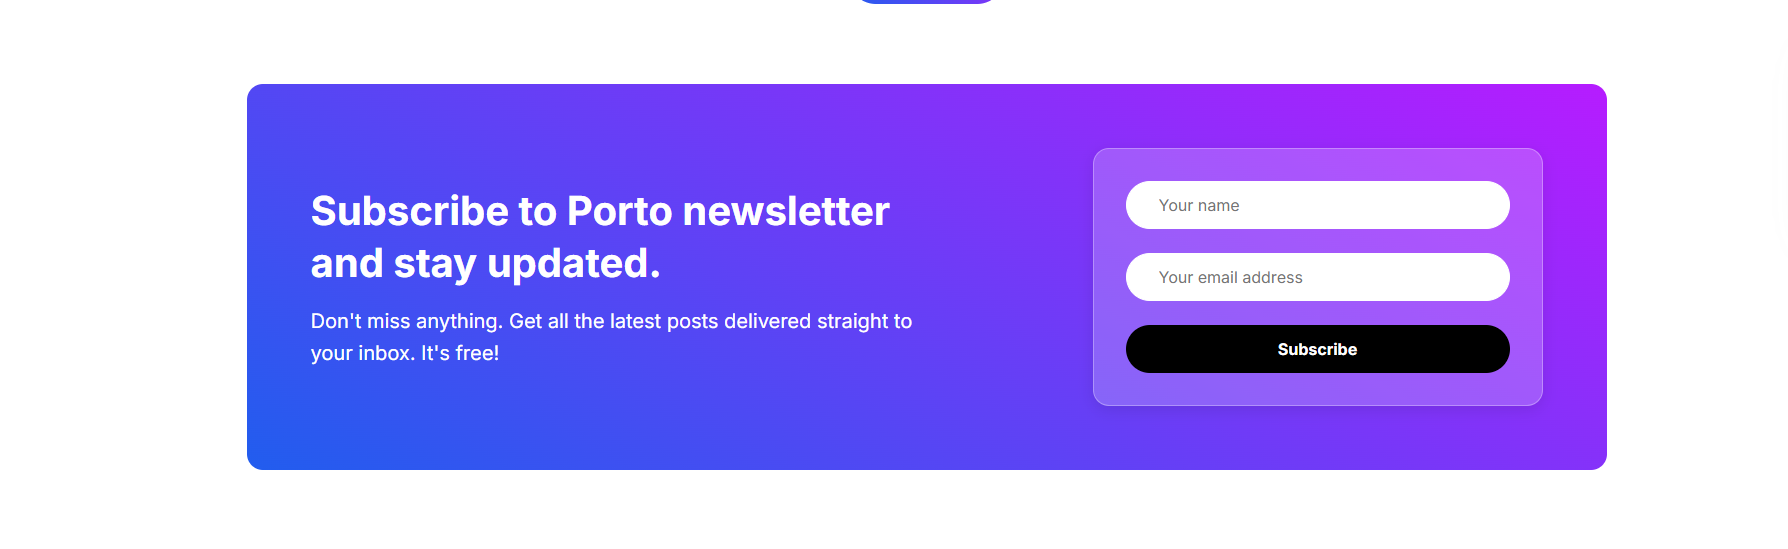 Subscribe to Porto newsletter
and stay updated.
Don't miss anything. Get all the latest posts delivered straight to
your inbox. It's free!
Your name
Your email address
Subscribe